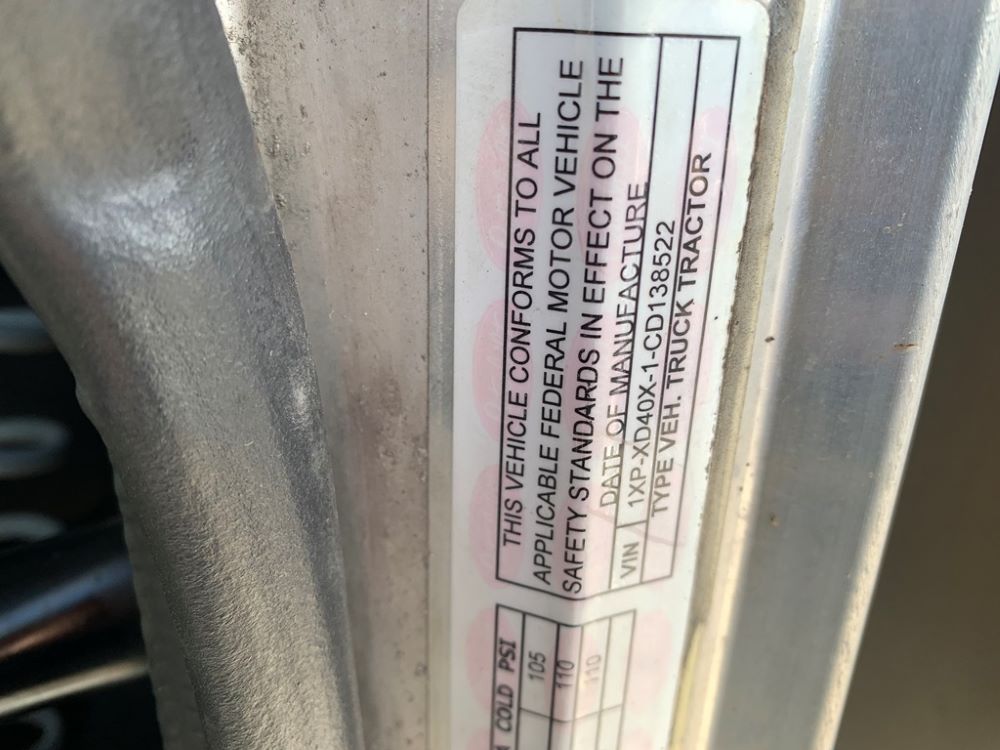 THIS VEHICLE CONFORMS TO ALL
APPLICABLE FEDERAL MOTOR VEHICLE
SAFETY STANDARDS IN EFFECT ON THE
DATE OF MANUFACTURE
VIN 1XP-XD40X-1-CD138522
TYPE VEH. TRUCK TRACTOR
COLD PSI
105
110
110